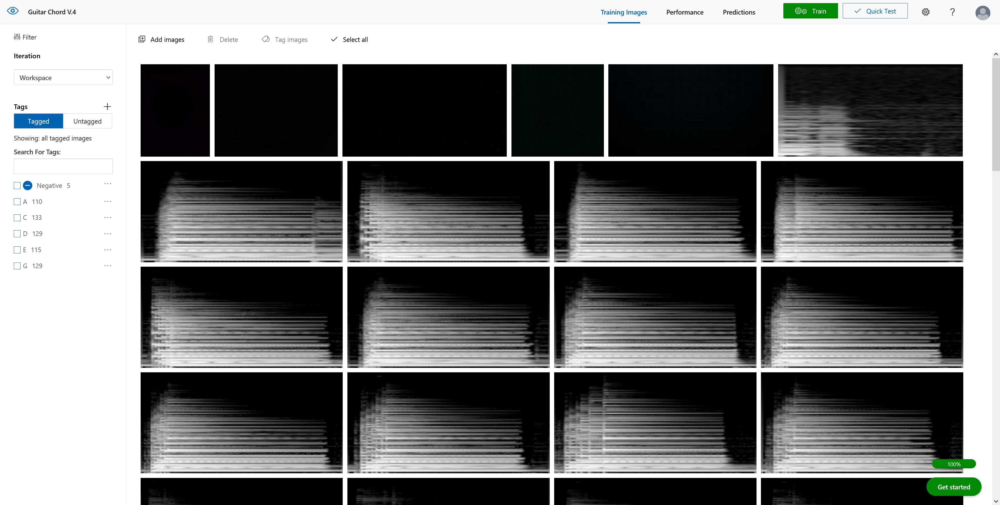 Guitar Chord V.4
Training Images
Performance
Predictions
Train
Quick Test
?
Filter
Iteration
Workspace
Tags
Tagged
Untagged
Showing: all tagged images
Search For Tags:
Negative 5
A 110
C 133
D 129
E 115
G 129
Add images
Delete
Tag images
Select all
100%
Get started